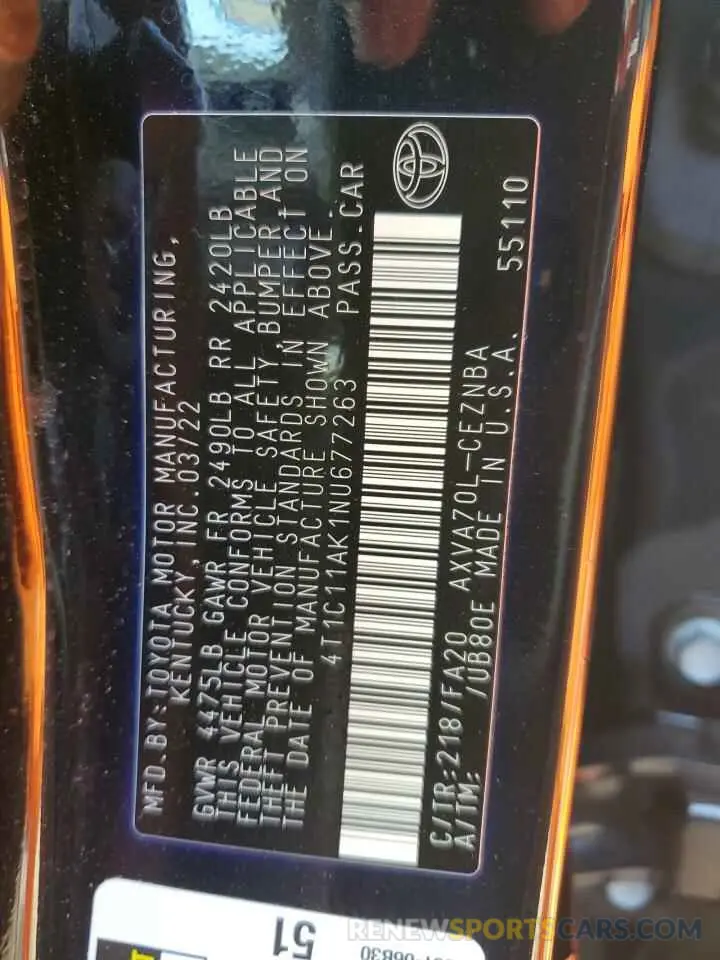 MFD.BY:TOYOTA MOTOR MANUFACTURING,
KENTUCKY, INC.03/22
GVWR 4475LB GAWR FR 2490LB RR 2420LB
THIS VEHICLE CONFORMS TO ALL APPLICABLE
FEDERAL MOTOR VEHICLE SAFETY, BUMPER AND
THEFT PREVENTION STANDARDS IN EFFECT ON
THE DATE OF MANUFACTURE SHOWN ABOVE.
4T1C11AK1NU677263 PASS.CAR
C/TR:218/FA20 AXVA70L-CEZNBA
A/TM: /UB80E MADE IN U.S.A. 55110
51
06B30
RENEWSPORTSCARS.COM